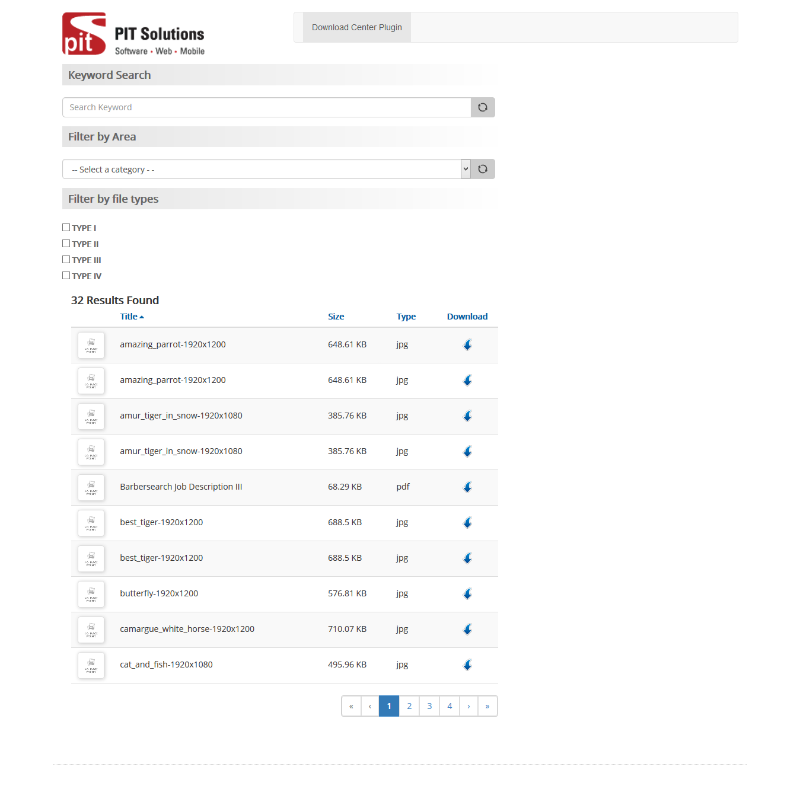 pit
PIT Solutions
Software • Web • Mobile
Download Center Plugin
Keyword Search
Search Keyword
Filter by Area
-- Select a category - -
Filter by file types
TYPE I
TYPE II
TYPE III
TYPE IV
32 Results Found
Title Size Type Download
amazing_parrot-1920x1200 648.61 KB jpg
amazing_parrot-1920x1200 648.61 KB jpg
amur_tiger_in_snow-1920x1080 385.76 KB jpg
amur_tiger_in_snow-1920x1080 385.76 KB jpg
Barbersearch Job Description III 68.29 KB pdf
best_tiger-1920x1200 688.5 KB jpg
best_tiger-1920x1200 688.5 KB jpg
butterfly-1920x1200 576.81 KB jpg
camargue_white_horse-1920x1200 710.07 KB jpg
cat_and_fish-1920x1080 495.96 KB jpg
« ‹ 1 2 3 4 › »